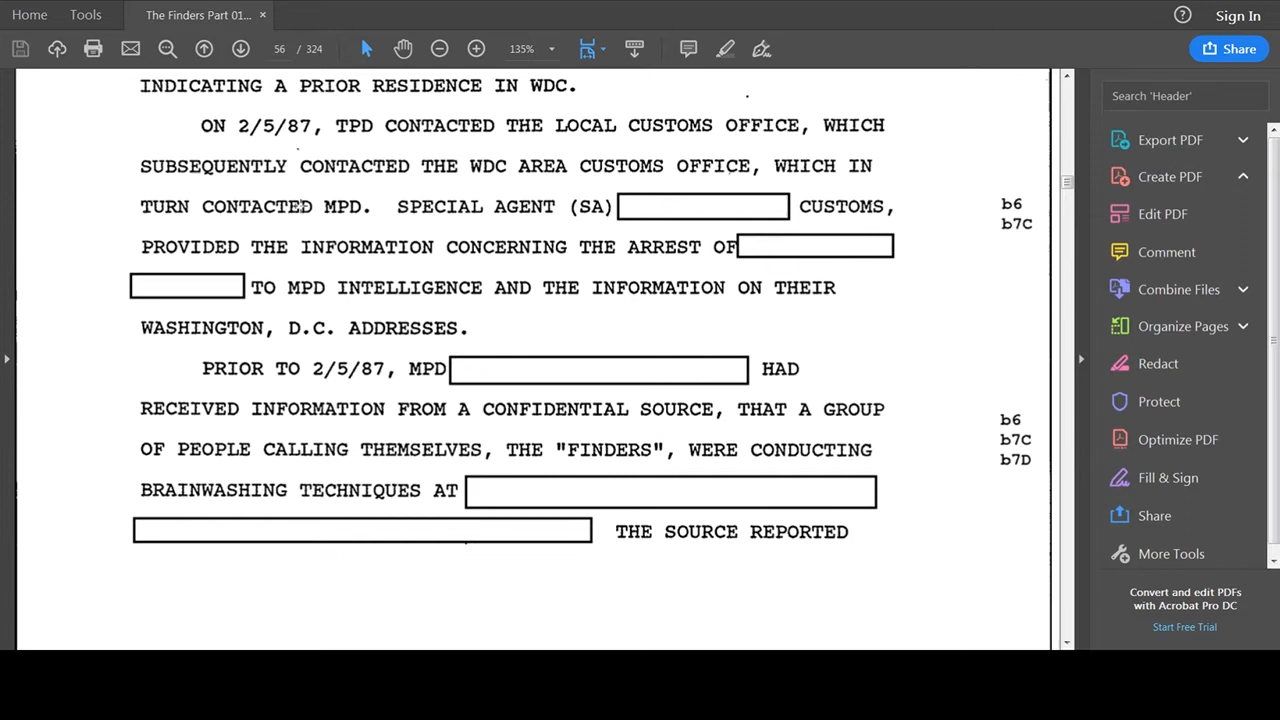 Home Tools The Finders Part 01... × Sign In
56 / 324 135% Share
INDICATING A PRIOR RESIDENCE IN WDC.
ON 2/5/87, TPD CONTACTED THE LOCAL CUSTOMS OFFICE, WHICH
SUBSEQUENTLY CONTACTED THE WDC AREA CUSTOMS OFFICE, WHICH IN
TURN CONTACTED MPD. SPECIAL AGENT (SA) CUSTOMS,
b6
b7C
PROVIDED THE INFORMATION CONCERNING THE ARREST OF
TO MPD INTELLIGENCE AND THE INFORMATION ON THEIR
WASHINGTON, D.C. ADDRESSES.
PRIOR TO 2/5/87, MPD HAD
RECEIVED INFORMATION FROM A CONFIDENTIAL SOURCE, THAT A GROUP
OF PEOPLE CALLING THEMSELVES, THE "FINDERS", WERE CONDUCTING
b6
b7C
b7D
BRAINWASHING TECHNIQUES AT
THE SOURCE REPORTED
Search 'Header'
Export PDF
Create PDF
Edit PDF
Comment
Combine Files
Organize Pages
Redact
Protect
Optimize PDF
Fill & Sign
Share
More Tools
Convert and edit PDFs
with Acrobat Pro DC
Start Free Trial